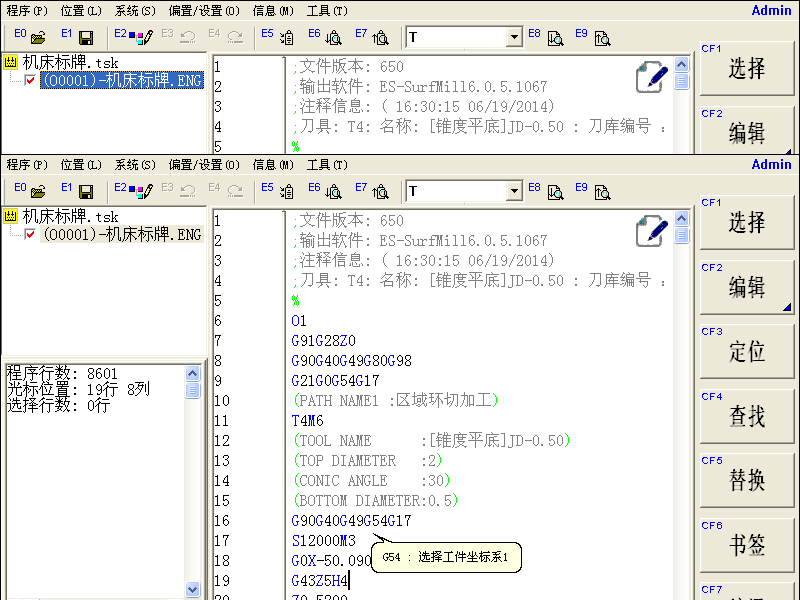 程序(P) 位置(L) 系统(S) 偏置/设置(O) 信息(M) 工具(T) Admin
E0 E1 E2 E3 E4 E5 E6 E7 T E8 E9
机床标牌.tsk
(O0001)-机床标牌.ENG
1 ;文件版本: 650
2 ;输出软件: ES-SurfMill6.0.5.1067
3 ;注释信息: ( 16:30:15 06/19/2014)
4 ;刀具: T4: 名称: [锥度平底]JD-0.50 : 刀库编号 :
5 %
CF1 选择
CF2 编辑
程序(P) 位置(L) 系统(S) 偏置/设置(O) 信息(M) 工具(T) Admin
E0 E1 E2 E3 E4 E5 E6 E7 T E8 E9
机床标牌.tsk
(O0001)-机床标牌.ENG
程序行数: 8601
光标位置: 19行 8列
选择行数: 0行
1 ;文件版本: 650
2 ;输出软件: ES-SurfMill6.0.5.1067
3 ;注释信息: ( 16:30:15 06/19/2014)
4 ;刀具: T4: 名称: [锥度平底]JD-0.50 : 刀库编号 :
5 %
6 O1
7 G91G28Z0
8 G90G40G49G80G98
9 G21G0G54G17
10 (PATH NAME1 :区域环切加工)
11 T4M6
12 (TOOL NAME :[锥度平底]JD-0.50)
13 (TOP DIAMETER :2)
14 (CONIC ANGLE :30)
15 (BOTTOM DIAMETER:0.5)
16 G90G40G49G54G17
17 S12000M3
18 G0X-50.090
19 G43Z5H4
G54 : 选择工件坐标系1
CF1 选择
CF2 编辑
CF3 定位
CF4 查找
CF5 替换
CF6 书签
CF7